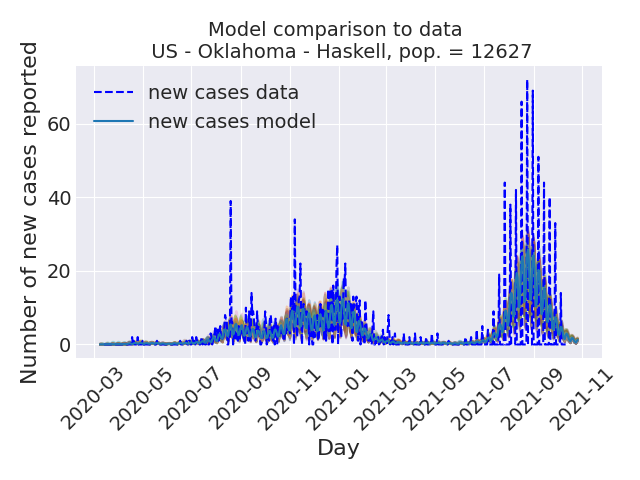 Model comparison to data
US - Oklahoma - Haskell, pop. = 12627
Number of new cases reported
new cases data
new cases model
60
40
20
0
2020-03
2020-05
2020-07
2020-09
2020-11
2021-01
2021-03
2021-05
2021-07
2021-09
2021-11
Day